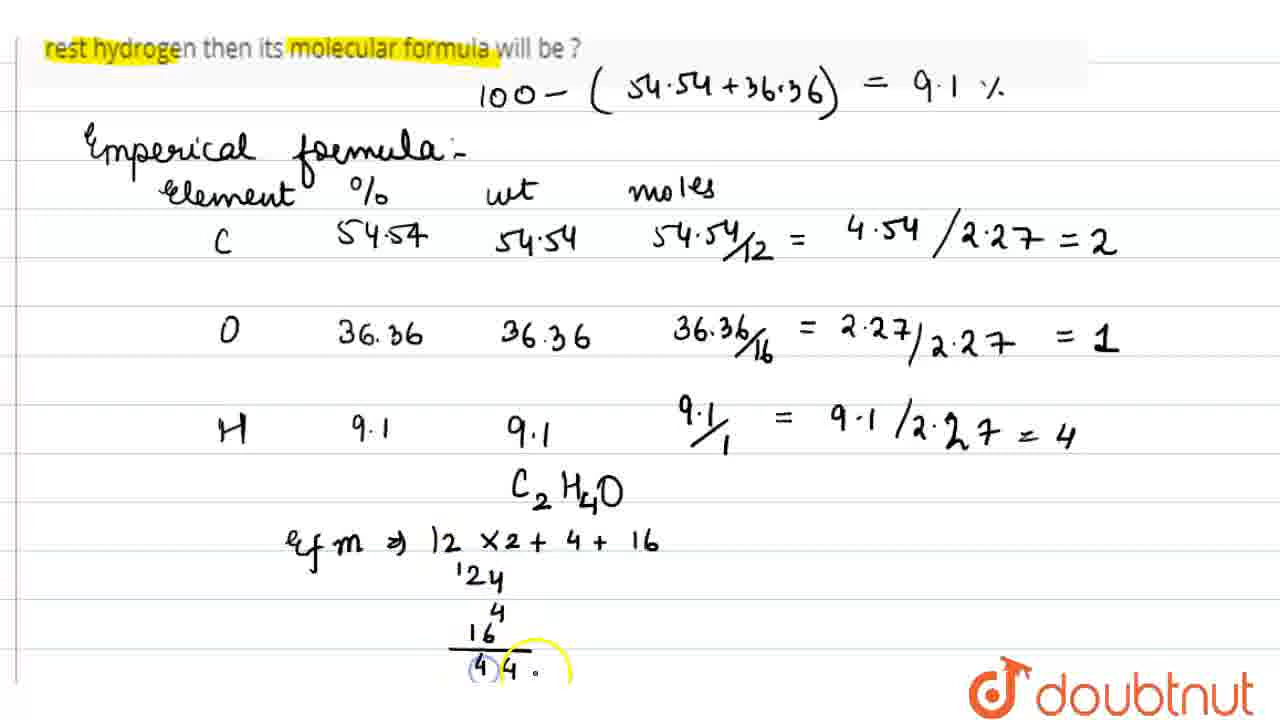 rest hydrogen then its molecular formula will be ?
100 - ( 54.54 + 36.36 ) = 9.1 %
Emperical formula :-
Element % wt moles
C 54.54 54.54 54.54/12 = 4.54 / 2.27 = 2
O 36.36 36.36 36.36/16 = 2.27 / 2.27 = 1
H 9.1 9.1 9.1/1 = 9.1 / 2.27 = 4
C2H4O
Efm ⇒ 12 × 2 + 4 + 16
124
4
16
44.
doubtnut